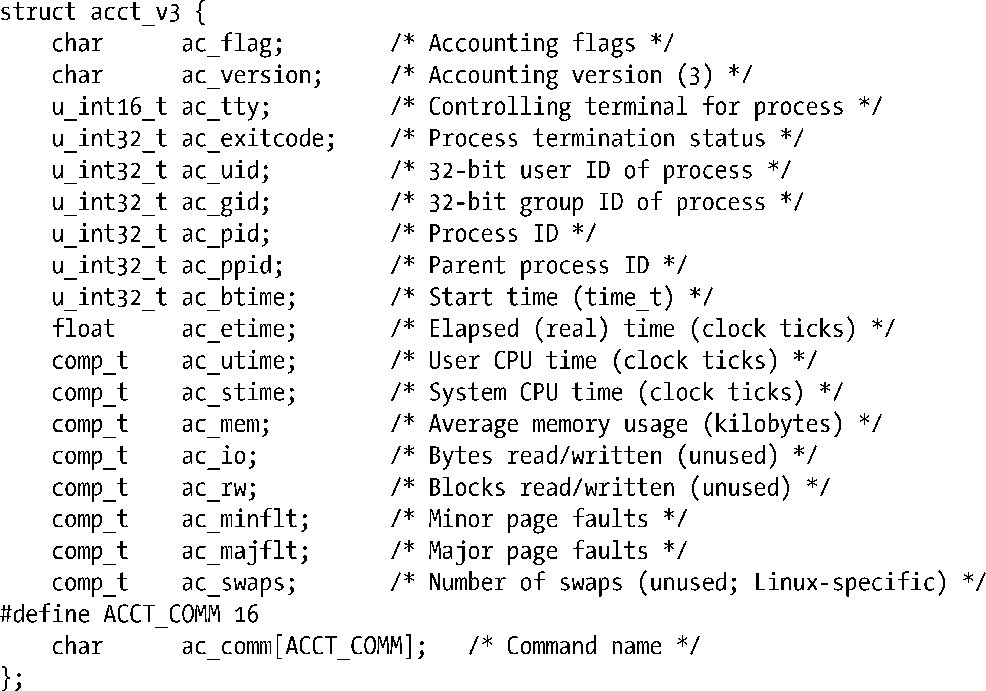 struct acct_v3 {
    char      ac_flag;        /* Accounting flags */
    char      ac_version;     /* Accounting version (3) */
    u_int16_t ac_tty;         /* Controlling terminal for process */
    u_int32_t ac_exitcode;    /* Process termination status */
    u_int32_t ac_uid;         /* 32-bit user ID of process */
    u_int32_t ac_gid;         /* 32-bit group ID of process */
    u_int32_t ac_pid;         /* Process ID */
    u_int32_t ac_ppid;        /* Parent process ID */
    u_int32_t ac_btime;       /* Start time (time_t) */
    float     ac_etime;       /* Elapsed (real) time (clock ticks) */
    comp_t    ac_utime;       /* User CPU time (clock ticks) */
    comp_t    ac_stime;       /* System CPU time (clock ticks) */
    comp_t    ac_mem;         /* Average memory usage (kilobytes) */
    comp_t    ac_io;          /* Bytes read/written (unused) */
    comp_t    ac_rw;          /* Blocks read/written (unused) */
    comp_t    ac_minflt;      /* Minor page faults */
    comp_t    ac_majflt;      /* Major page faults */
    comp_t    ac_swaps;       /* Number of swaps (unused; Linux-specific) */
#define ACCT_COMM 16
    char      ac_comm[ACCT_COMM];   /* Command name */
};